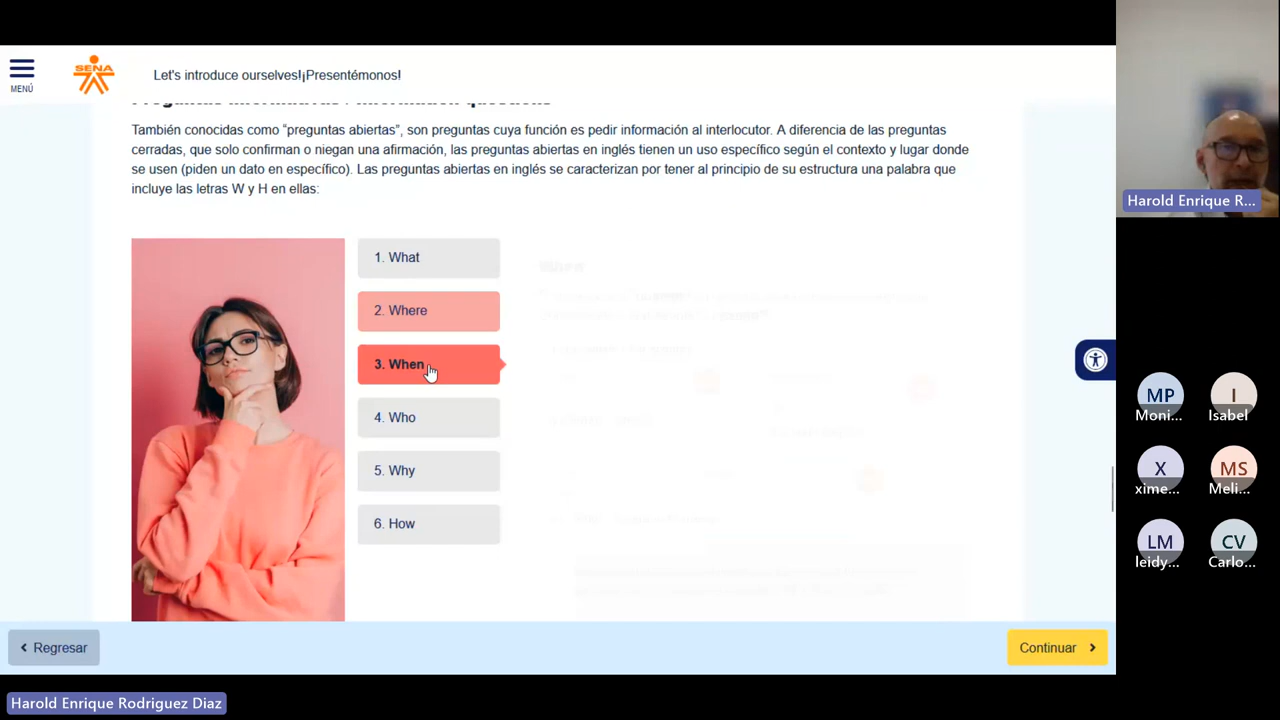 MENÚ
SENA
Let's introduce ourselves!¡Presentémonos!
También conocidas como “preguntas abiertas”, son preguntas cuya función es pedir información al interlocutor. A diferencia de las preguntas
cerradas, que solo confirman o niegan una afirmación, las preguntas abiertas en inglés tienen un uso específico según el contexto y lugar donde
se usen (piden un dato en específico). Las preguntas abiertas en inglés se caracterizan por tener al principio de su estructura una palabra que
incluye las letras W y H en ellas:
1. What
2. Where
3. When
4. Who
5. Why
6. How
Regresar
Continuar
Harold Enrique Rodriguez Diaz
Harold Enrique R...
MP
Moni...
I
Isabel
X
xime...
MS
Meli...
LM
leidy...
CV
Carlo...